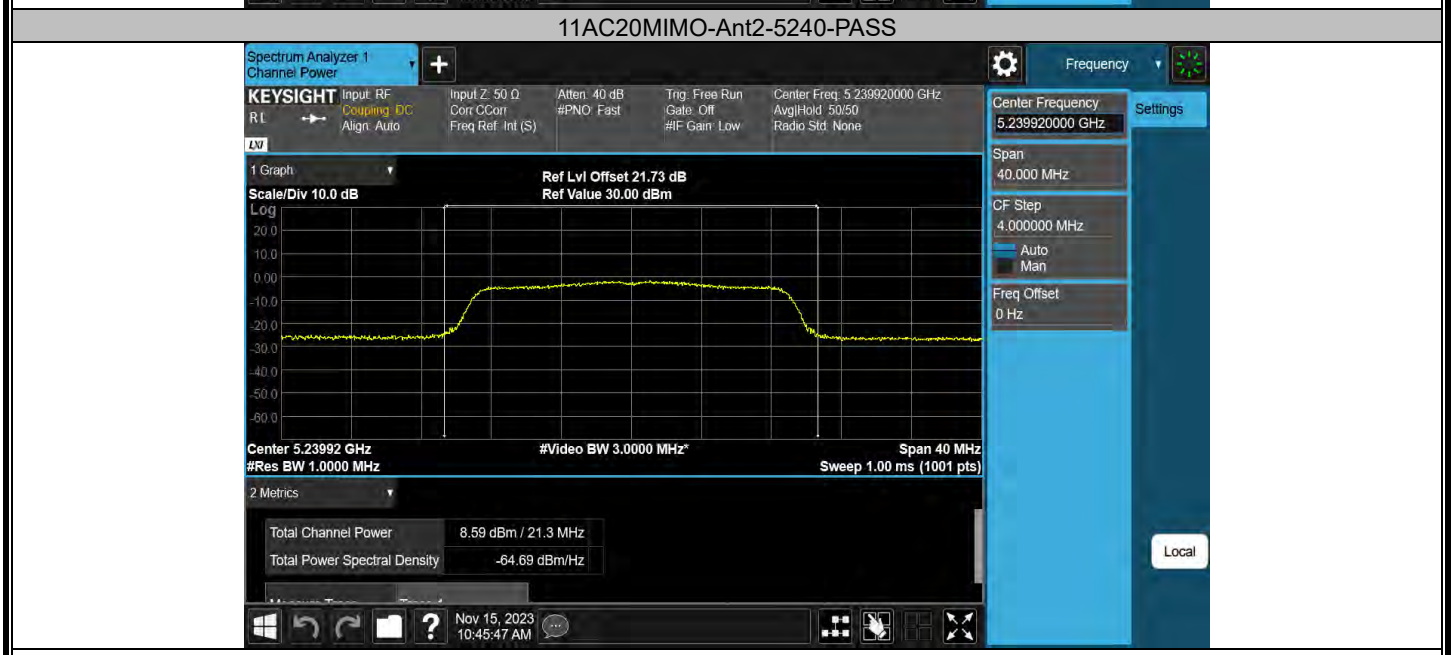 11AC20MIMO-Ant2-5240-PASS
Spectrum Analyzer 1
Channel Power
+
Frequency
KEYSIGHT Input: RF
Coupling: DC
Align: Auto
RL
LXI
Input Z: 50 Ω
Corr CCorr
Freq Ref: Int (S)
Atten: 40 dB
#PNO: Fast
Trig: Free Run
Gate: Off
#IF Gain: Low
Center Freq: 5.239920000 GHz
Avg|Hold: 50/50
Radio Std: None
Center Frequency
5.239920000 GHz
Settings
Span
40.000 MHz
CF Step
4.000000 MHz
Auto
Man
Freq Offset
0 Hz
1 Graph
Ref Lvl Offset 21.73 dB
Scale/Div 10.0 dB
Ref Value 30.00 dBm
Log
20.0
10.0
0.00
-10.0
-20.0
-30.0
-40.0
-50.0
-60.0
Center 5.23992 GHz
#Video BW 3.0000 MHz*
Span 40 MHz
#Res BW 1.0000 MHz
Sweep 1.00 ms (1001 pts)
2 Metrics
Total Channel Power 8.59 dBm / 21.3 MHz
Total Power Spectral Density -64.69 dBm/Hz
Local
? Nov 15, 2023
10:45:47 AM